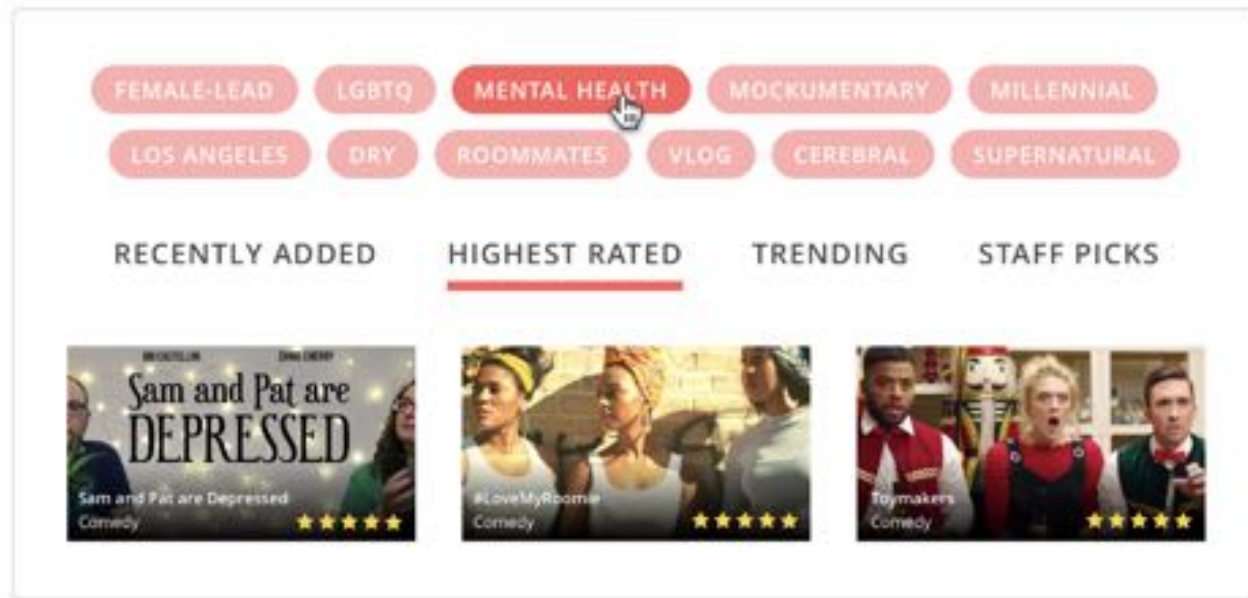 FEMALE-LEAD LGBTQ MENTAL HEALTH MOCKUMENTARY MILLENNIAL
LOS ANGELES DRY ROOMMATES VLOG CEREBRAL SUPERNATURAL
RECENTLY ADDED HIGHEST RATED TRENDING STAFF PICKS
Sam and Pat are
DEPRESSED
Sam and Pat are Depressed
Comedy
#LoveMyRoomie
Comedy
Toymakers
Comedy